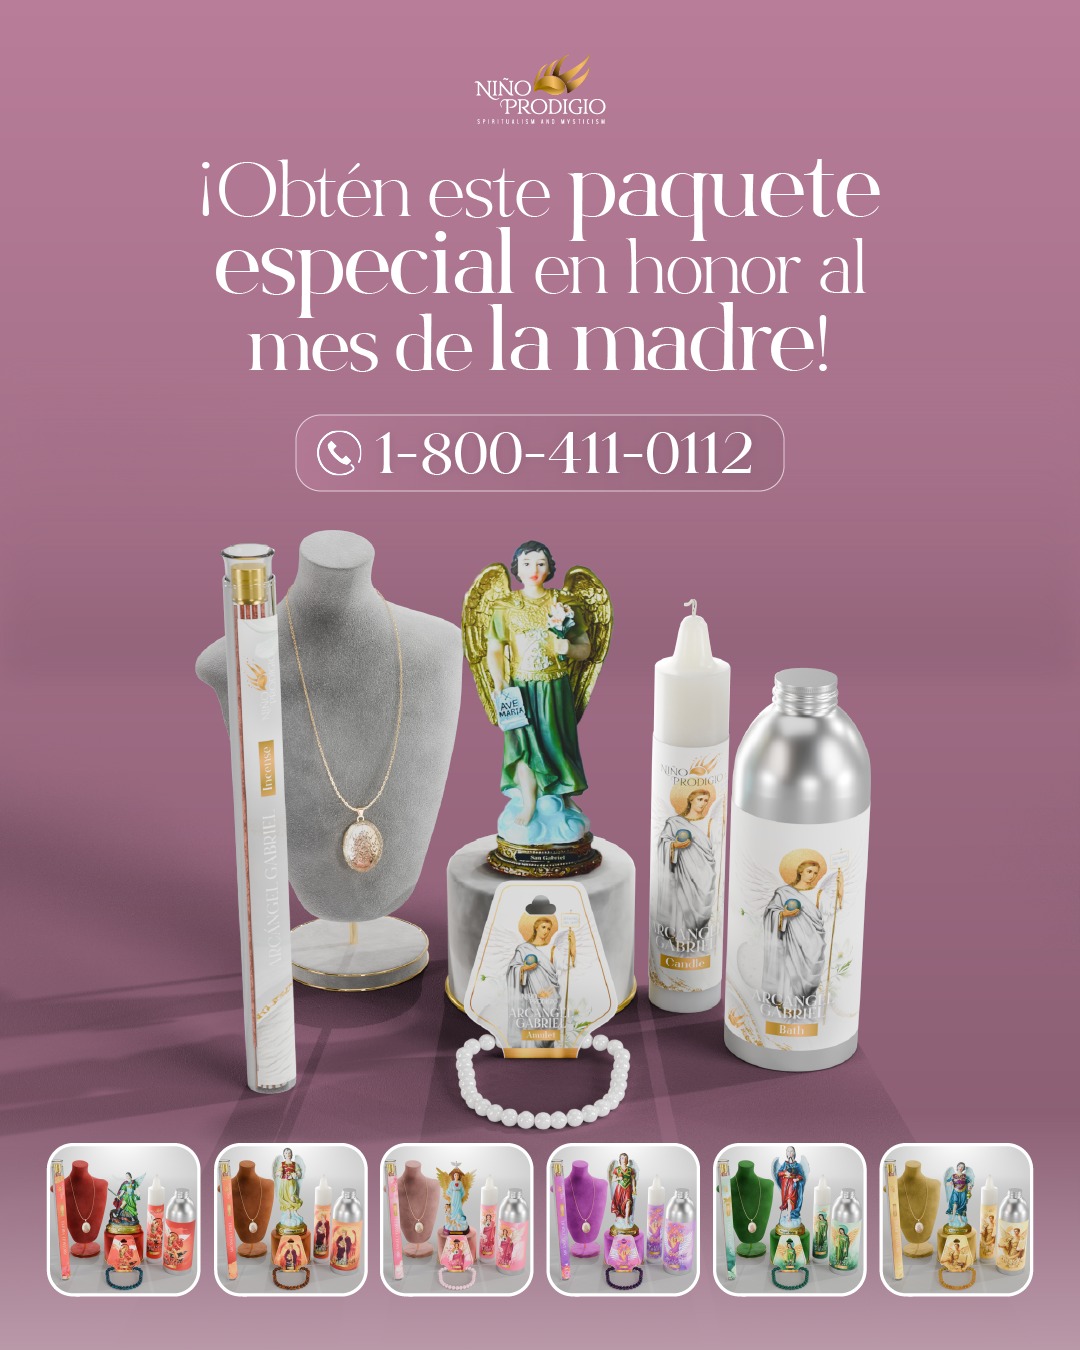 NIÑO
PRODIGIO
SPIRITUALISM AND MYSTICISM
¡Obtén este paquete
especial en honor al
mes de la madre!
1-800-411-0112
Incense
ARCANGEL GABRIEL
AVE
MARIA
San Gabriel
ARCANGEL
GABRIEL
Amulet
NIÑO
PRODIGIO
ARCANGEL
GABRIEL
Candle
ARCANGEL
GABRIEL
Bath